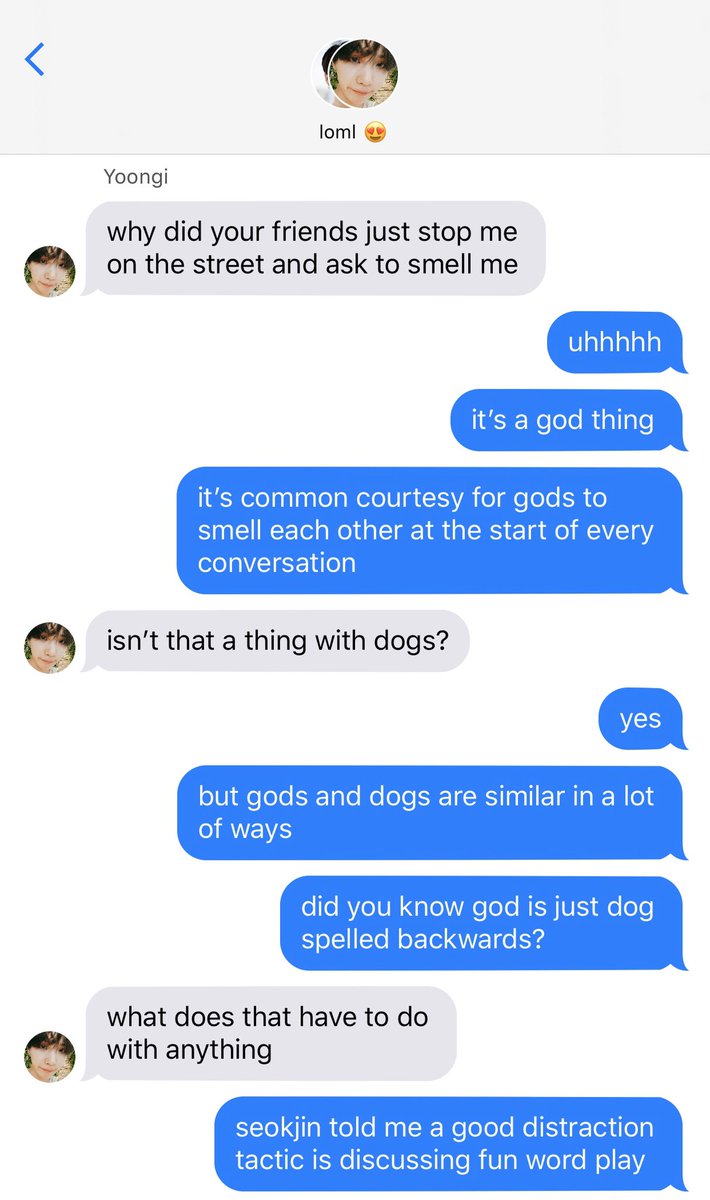 loml 😍
Yoongi
why did your friends just stop me
on the street and ask to smell me
uhhhhh
it’s a god thing
it’s common courtesy for gods to
smell each other at the start of every
conversation
isn’t that a thing with dogs?
yes
but gods and dogs are similar in a lot
of ways
did you know god is just dog
spelled backwards?
what does that have to do
with anything
seokjin told me a good distraction
tactic is discussing fun word play